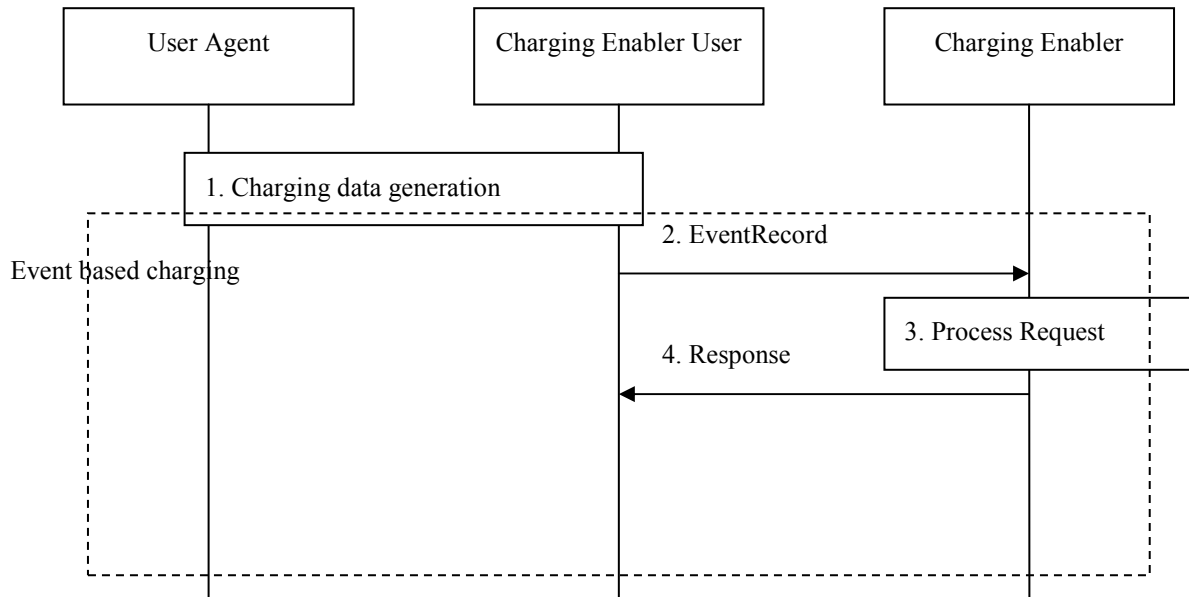 User Agent
Charging Enabler User
Charging Enabler
1. Charging data generation
2. EventRecord
Event based charging
3. Process Request
4. Response